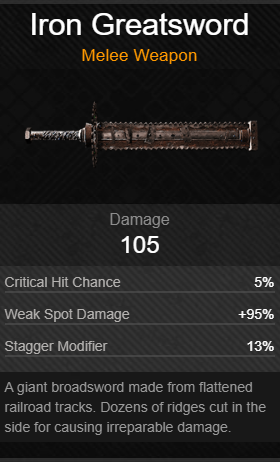 Iron Greatsword
Melee Weapon
Damage
105
Critical Hit Chance 5%
Weak Spot Damage +95%
Stagger Modifier 13%
A giant broadsword made from flattened
railroad tracks. Dozens of ridges cut in the
side for causing irreparable damage.